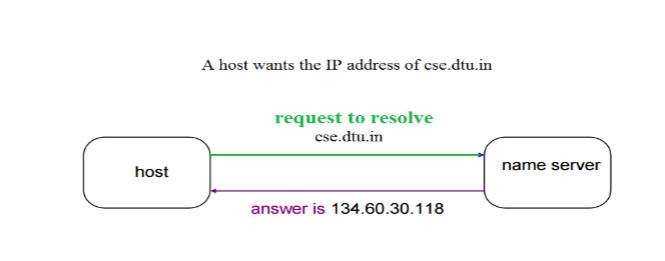 A host wants the IP address of cse.dtu.in
request to resolve
cse.dtu.in
host
name server
answer is 134.60.30.118